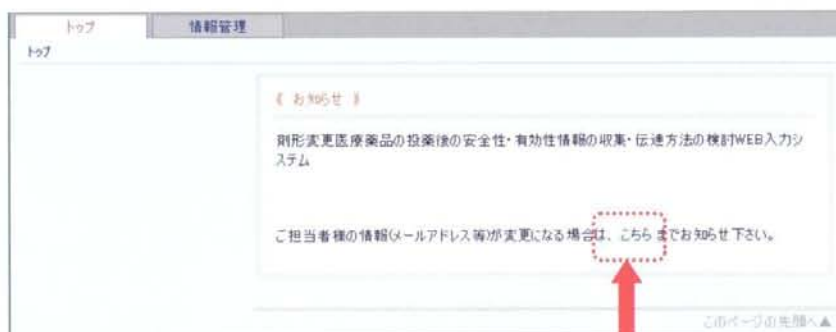 トップ 情報管理
トップ
《 お知らせ 》
剤形変更医療薬品の投薬後の安全性・有効性情報の収集・伝達方法の検討WEB入力シ
ステム
ご担当者様の情報(メールアドレス等)が変更になる場合は、こちら までお知らせ下さい。
このページの先頭へ▲